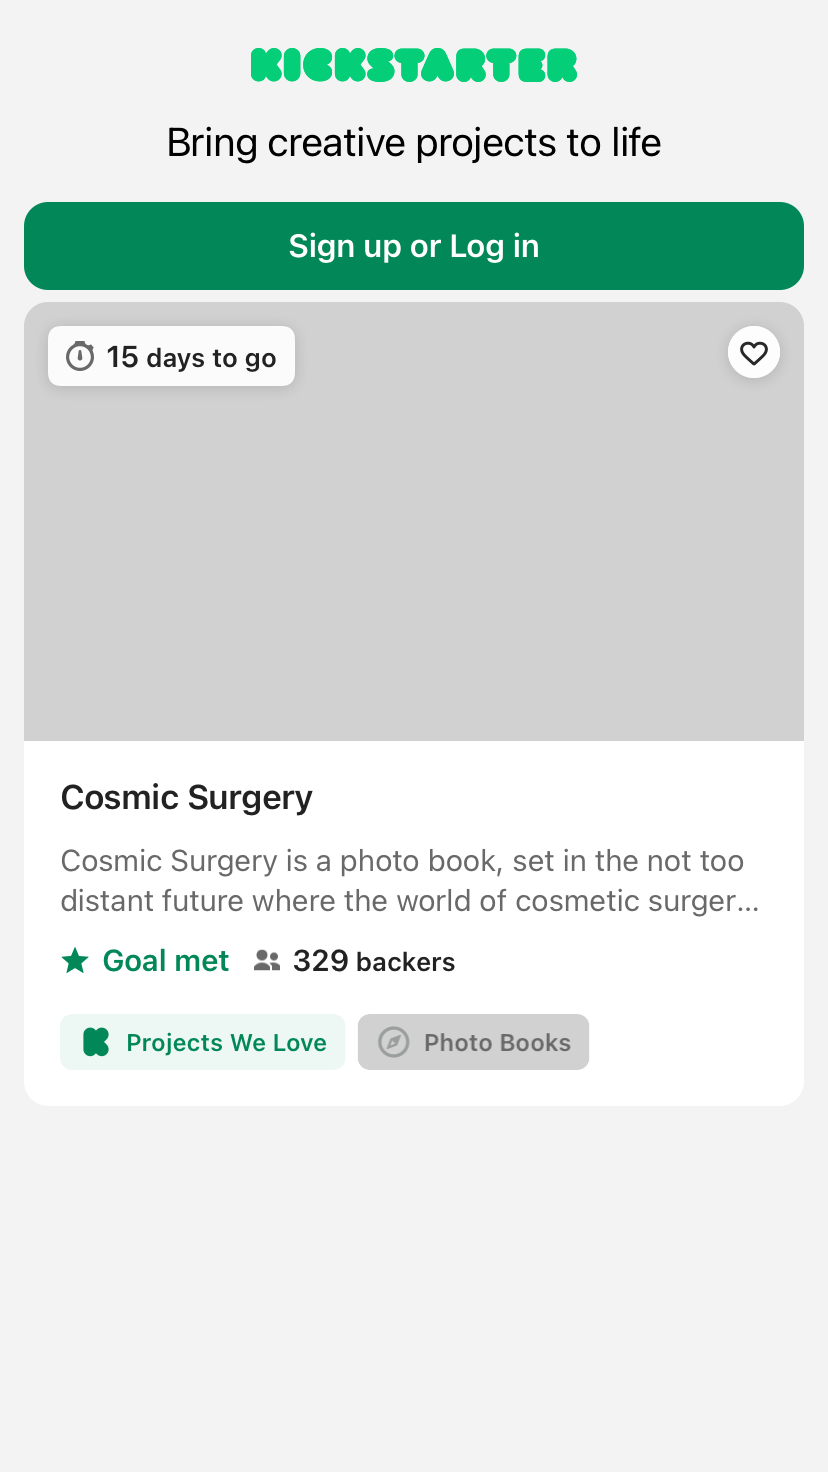 KICKSTARTER
Bring creative projects to life
Sign up or Log in
15 days to go
Cosmic Surgery
Cosmic Surgery is a photo book, set in the not too
distant future where the world of cosmetic surger...
Goal met 329 backers
Projects We Love Photo Books